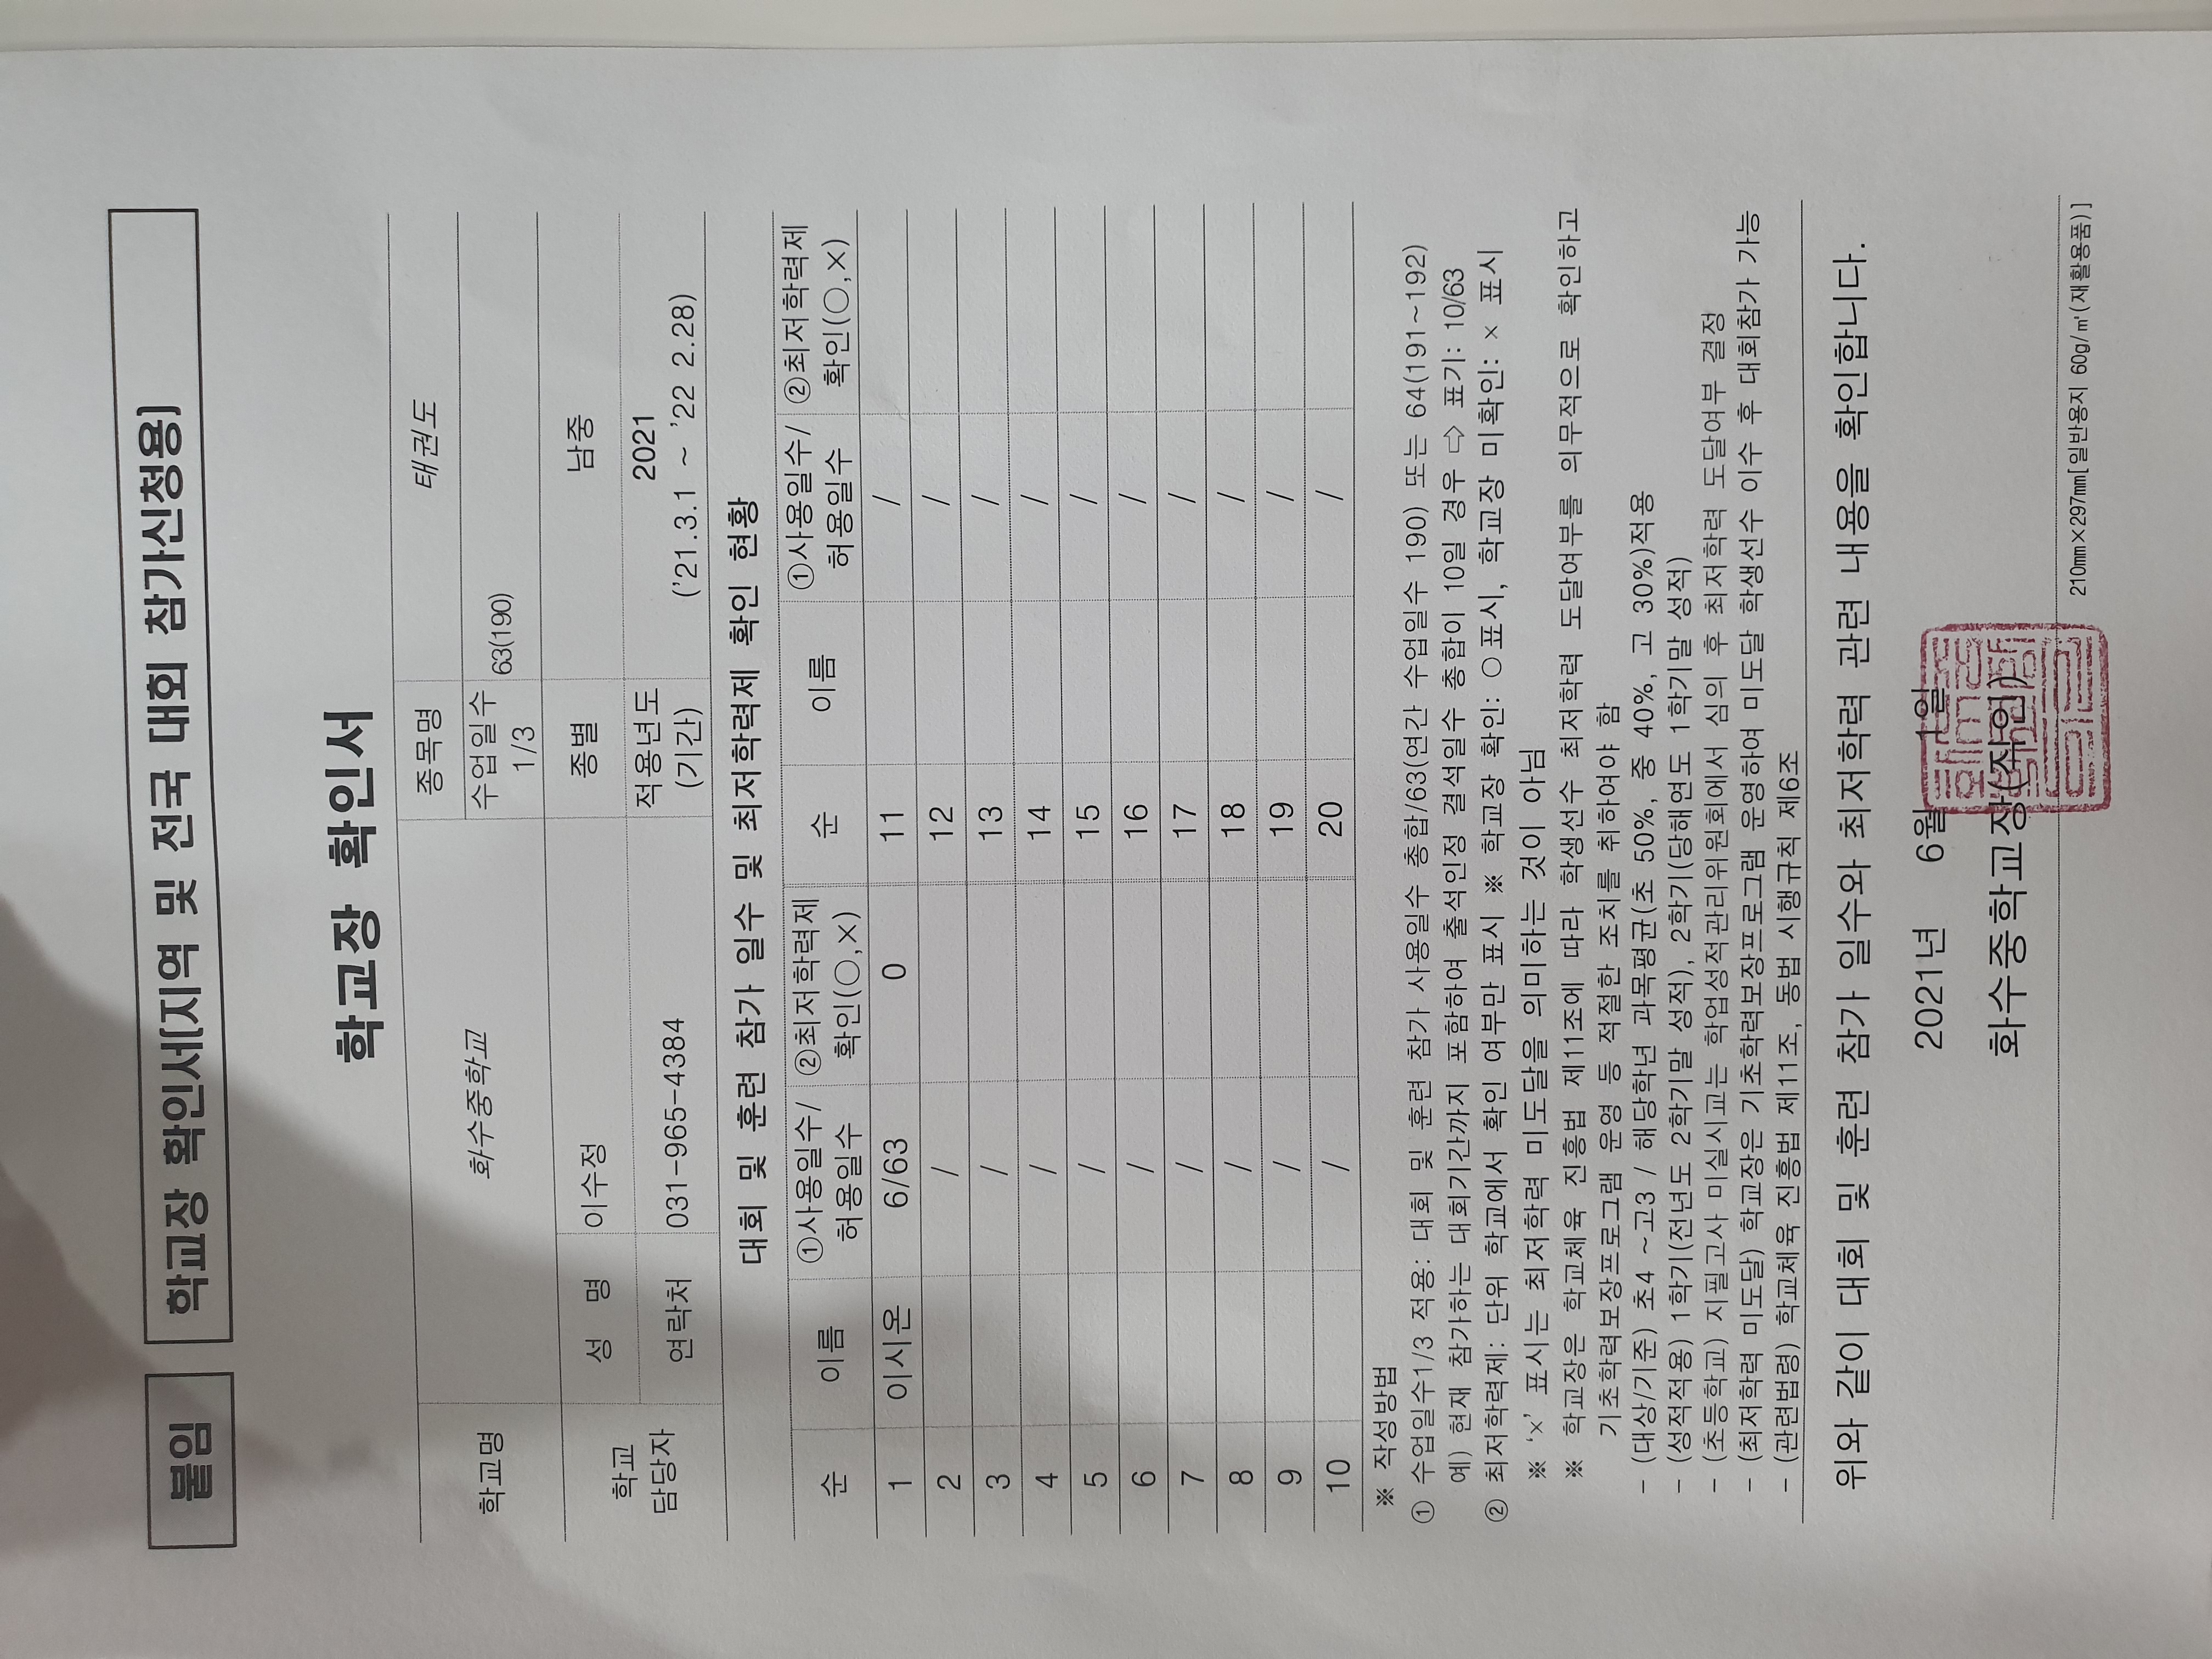 붙임 학교장 확인서(지역 및 전국 대회 참가신청용)
학교장 확인서
학교명 화수중학교 종목명 태권도
수업일수 1/3 63(190)
학교 담당자 성 명 이수정 종별 남중
연락처 031-965-4384 적용년도 (기간) 2021 ('21.3.1 ~ '22 2.28)
대회 및 훈련 참가 일수 및 최저학력제 확인 현황
순 이름 ①사용일수/허용일수 ②최저학력제 확인(○,×) 순 이름 ①사용일수/허용일수 ②최저학력제 확인(○,×)
1 이시온 6/63 0 11 /
2 / 12 /
3 / 13 /
4 / 14 /
5 / 15 /
6 / 16 /
7 / 17 /
8 / 18 /
9 / 19 /
10 / 20 /
※ 작성방법
① 수업일수1/3 적용: 대회 및 훈련 참가 사용일수 총합/63(연간 수업일수 190) 또는 64(191~192)
예) 현재 참가하는 대회기간까지 포함하여 출석인정 결석일수 총합이 10일 경우 ⇨ 표기: 10/63
② 최저학력제: 단위 학교에서 확인 여부만 표시 ※ 학교장 확인: ○표시, 학교장 미확인: × 표시
※ '×' 표시는 최저학력 미도달을 의미하는 것이 아님
※ 학교장은 학교체육 진흥법 제11조에 따라 학생선수 최저학력 도달여부를 의무적으로 확인하고
기초학력보장프로그램 운영 등 적절한 조치를 취하여야 함
- (대상/기준) 초4 ~고3 / 해당학년 과목평균(초 50%, 중 40%, 고 30%)적용
- (성적적용) 1학기(전년도 2학기말 성적), 2학기(당해연도 1학기말 성적)
- (초등학교) 지필고사 미실시교는 학업성적관리위원회에서 심의 후 최저학력 도달여부 결정
- (최저학력 미도달) 학교장은 기초학력보장프로그램 운영하여 미도달 학생선수 이수 후 대회참가 가능
- (관련법령) 학교체육 진흥법 제11조, 동법 시행규칙 제6조
위와 같이 대회 및 훈련 참가 일수와 최저학력 관련 내용을 확인합니다.
2021년 6월 1일
화수중학교장(직인)
210㎜×297㎜[일반용지 60g/㎡(재활용품)]